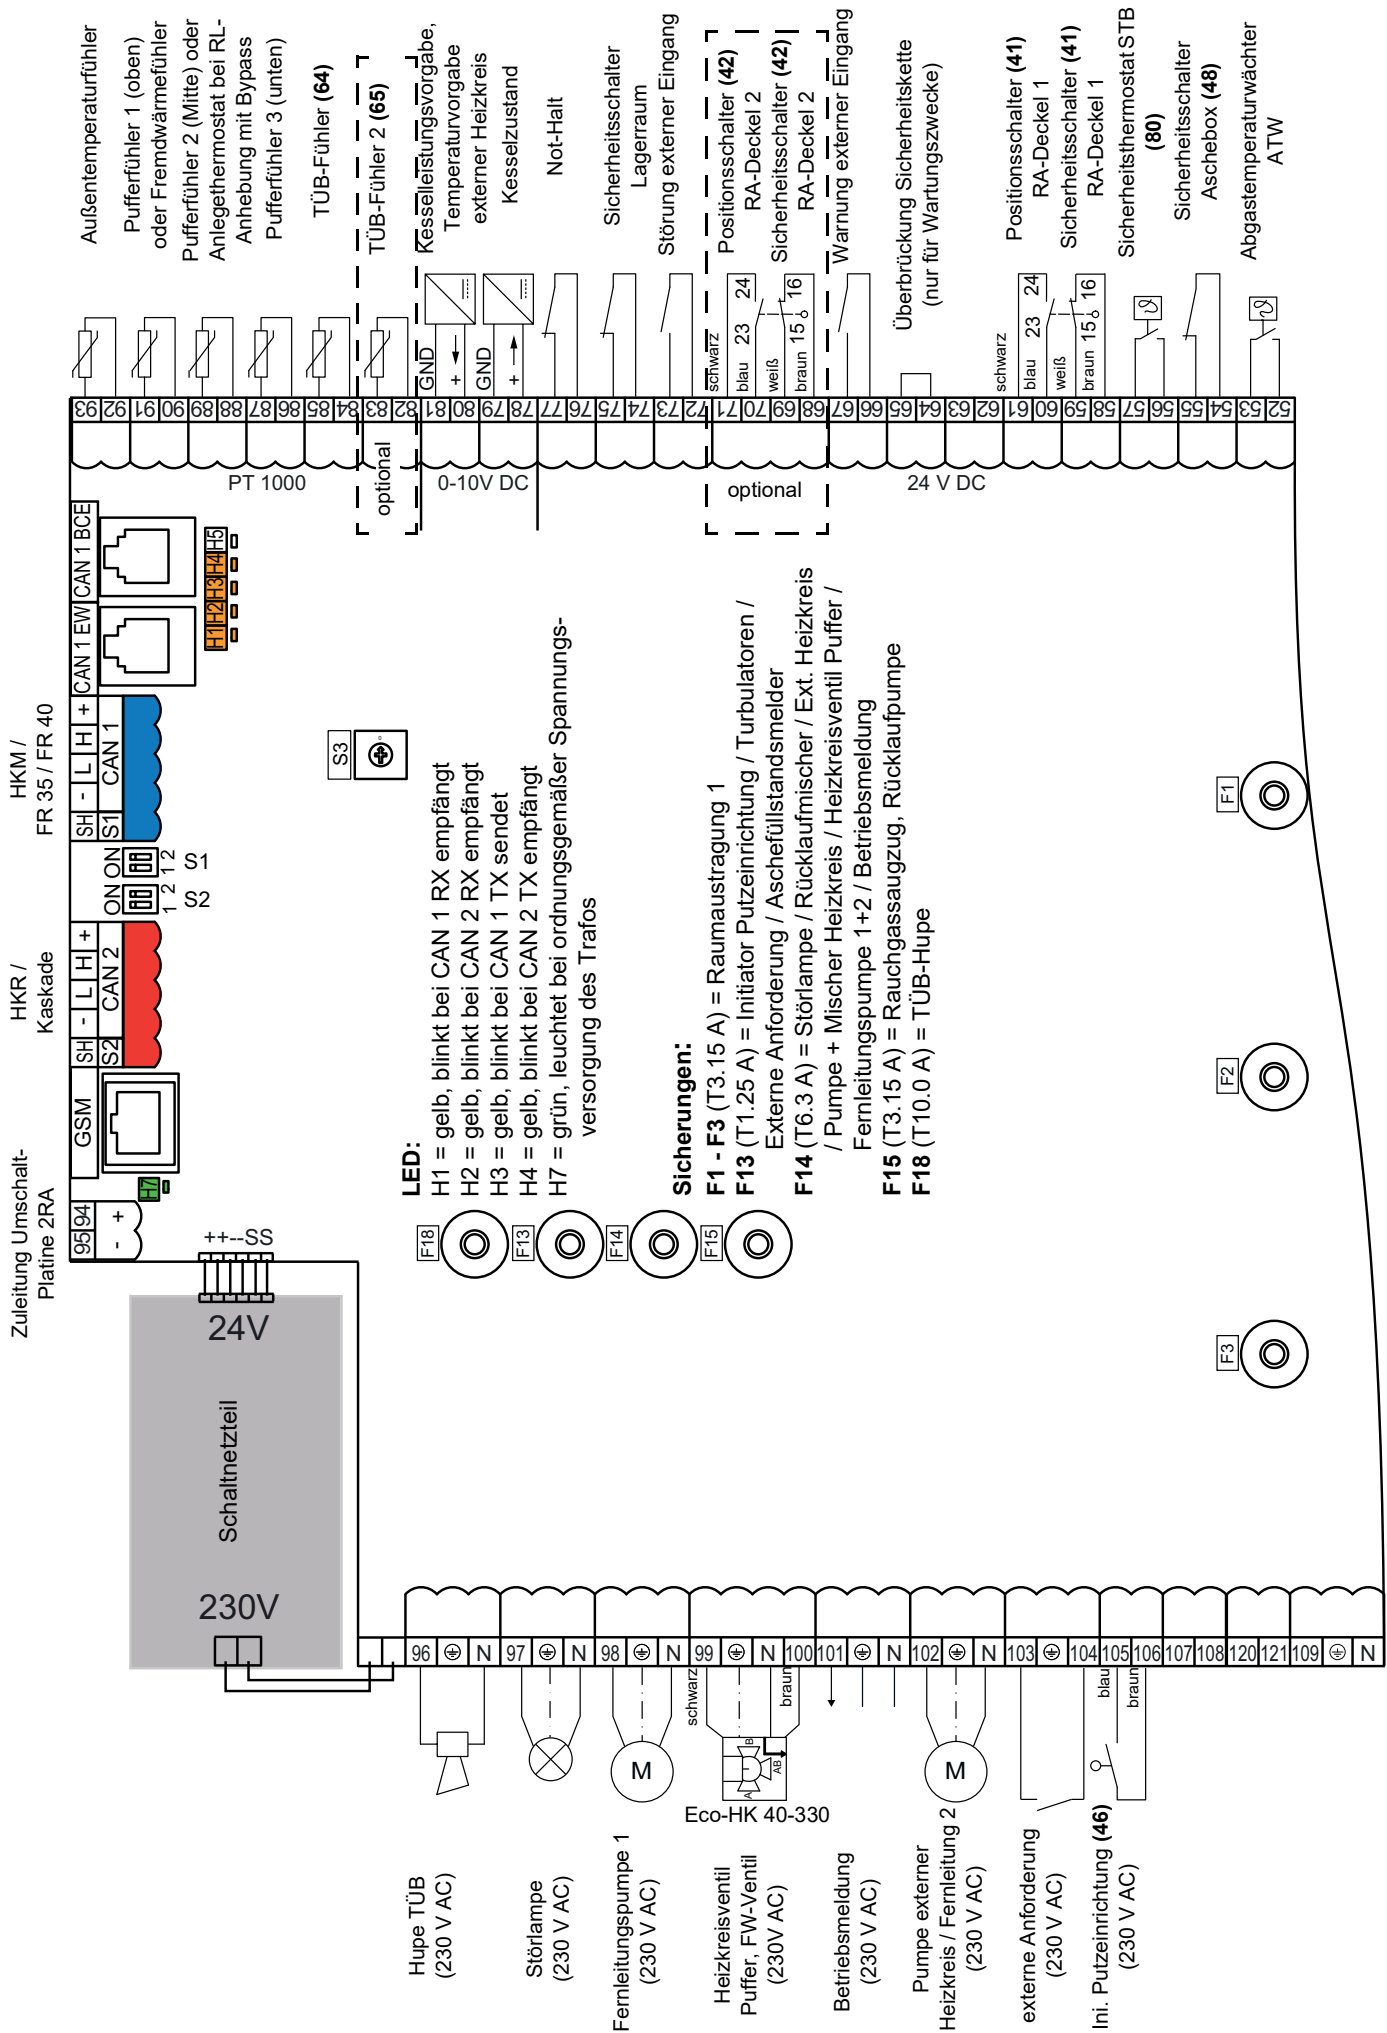 Außentemperaturfühler
Pufferfühler 1 (oben)
oder Fremdwärmefühler
Pufferfühler 2 (Mitte) oder
Anlegethermostat bei RL-
Anhebung mit Bypass
Pufferfühler 3 (unten)
TÜB-Fühler (64)
TÜB-Fühler 2 (65)
Kesselleistungsvorgabe,
Temperaturvorgabe
externer Heizkreis
Kesselzustand
Not-Halt
Sicherheitsschalter
Lagerraum
Störung externer Eingang
Positionsschalter (42)
RA-Deckel 2
Sicherheitsschalter (42)
RA-Deckel 2
Warnung externer Eingang
Überbrückung Sicherheitskette
(nur für Wartungszwecke)
Positionsschalter (41)
RA-Deckel 1
Sicherheitsschalter (41)
RA-Deckel 1
Sicherheitsthermostat STB
(80)
Sicherheitsschalter
Aschebox (48)
Abgastemperaturwächter
ATW
GND
+
GND
+
schwarz
blau 23 24
weiß
braun 15 16
schwarz
blau 23 24
weiß
braun 15 16
ϑ
ϑ
93 92 91 90 89 88 87 86 85 84 83 82 81 80 79 78 77 76 75 74 73 72 71 70 69 68 67 66 65 64 63 62 61 60 59 58 57 56 55 54 53 52
PT 1000
optional
0-10V DC
optional
24 V DC
Zuleitung Umschalt-
Platine 2RA
HKR /
Kaskade
HKM /
FR 35 / FR 40
95 94
- +
GSM
SH - L H +
S2 CAN 2
ON ON
1 2 S2
1 2 S1
SH - L H +
S1 CAN 1
CAN 1 EW
CAN 1 BCE
H7
H1 H2 H3 H4 H5
S3
++--SS
24V
Schaltnetzteil
230V
LED:
H1 = gelb, blinkt bei CAN 1 RX empfängt
H2 = gelb, blinkt bei CAN 2 RX empfängt
H3 = gelb, blinkt bei CAN 1 TX sendet
H4 = gelb, blinkt bei CAN 2 TX empfängt
H7 = grün, leuchtet bei ordnungsgemäßer Spannungs-
versorgung des Trafos
Sicherungen:
F1 - F3 (T3.15 A) = Raumaustragung 1
F13 (T1.25 A) = Initiator Putzeinrichtung / Turbulatoren /
Externe Anforderung / Aschefüllstandsmelder
F14 (T6.3 A) = Störlampe / Rücklaufmischer / Ext. Heizkreis
/ Pumpe + Mischer Heizkreis / Heizkreisventil Puffer /
Fernleitungspumpe 1+2 / Betriebsmeldung
F15 (T3.15 A) = Rauchgassaugzug, Rücklaufpumpe
F18 (T10.0 A) = TÜB-Hupe
F18
F13
F14
F15
F1
F2
F3
96 N 97 N 98 N 99 N 100 101 N 102 N 103 104 105 106 107 108 120 121 109 N
schwarz
braun
blau
braun
M
A
B
AB
M
Eco-HK 40-330
Hupe TÜB
(230 V AC)
Störlampe
(230 V AC)
Fernleitungspumpe 1
(230 V AC)
Heizkreisventil
Puffer, FW-Ventil
(230V AC)
Betriebsmeldung
(230 V AC)
Pumpe externer
Heizkreis / Fernleitung 2
(230 V AC)
externe Anforderung
(230 V AC)
Ini. Putzeinrichtung (46)
(230 V AC)